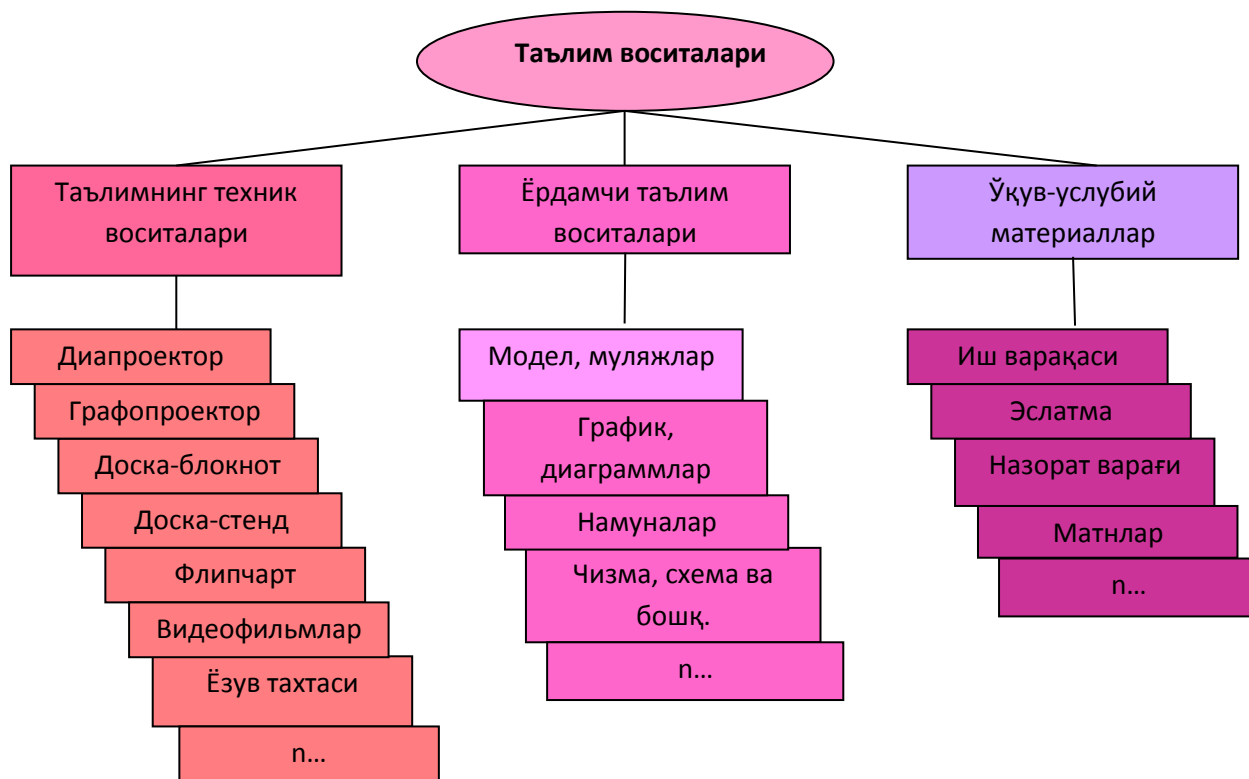 Таълим воситалари
Таълимнинг техник
воситалари
Ёрдамчи таълим
воситалари
Ўқув-услубий
материаллар
Диапроектор
Графопроектор
Доска-блокнот
Доска-стенд
Флипчарт
Видеофильмлар
Ёзув тахтаси
n…
Модел, муляжлар
График,
диаграммлар
Намуналар
Чизма, схема ва
бошқ.
n…
Иш варақаси
Эслатма
Назорат варағи
Матнлар
n…